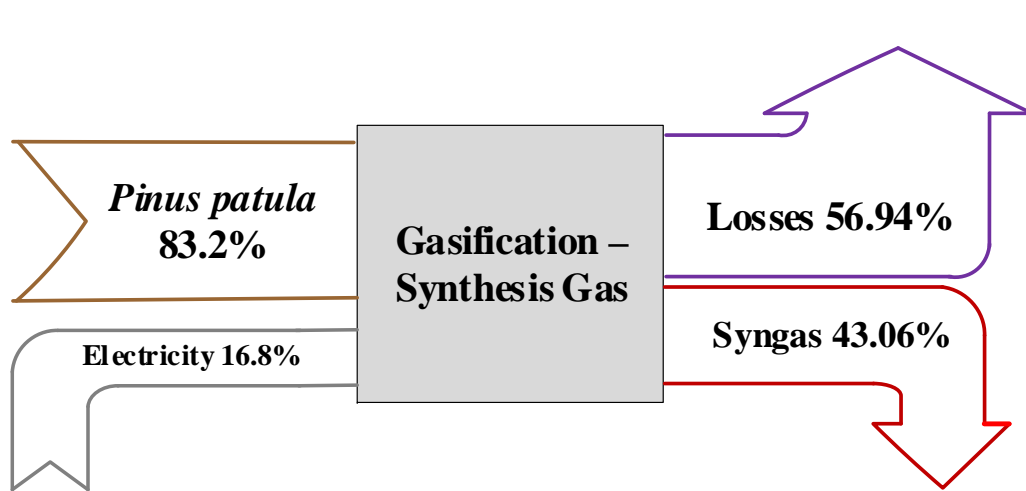 Pinus patula
83.2%
Electricity 16.8%
Gasification –
Synthesis Gas
Losses 56.94%
Syngas 43.06%